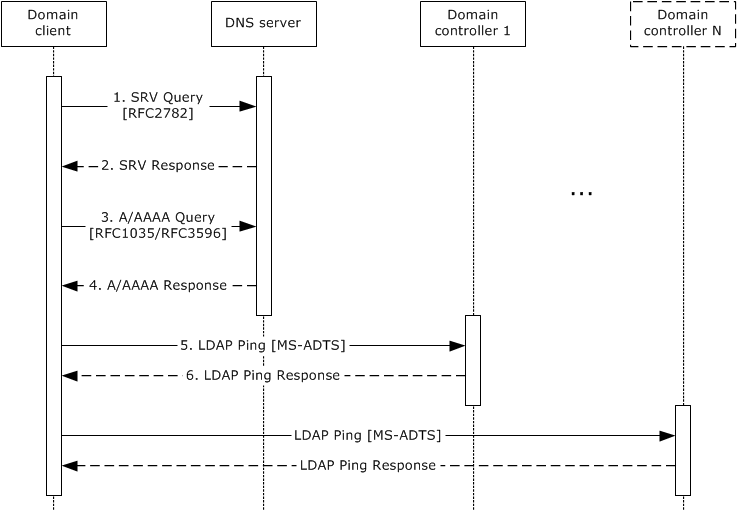 Domain
client
DNS server
Domain
controller 1
Domain
controller N
1. SRV Query
[RFC2782]
2. SRV Response
...
3. A/AAAA Query
[RFC1035/RFC3596]
4. A/AAAA Response
5. LDAP Ping [MS-ADTS]
6. LDAP Ping Response
LDAP Ping [MS-ADTS]
LDAP Ping Response